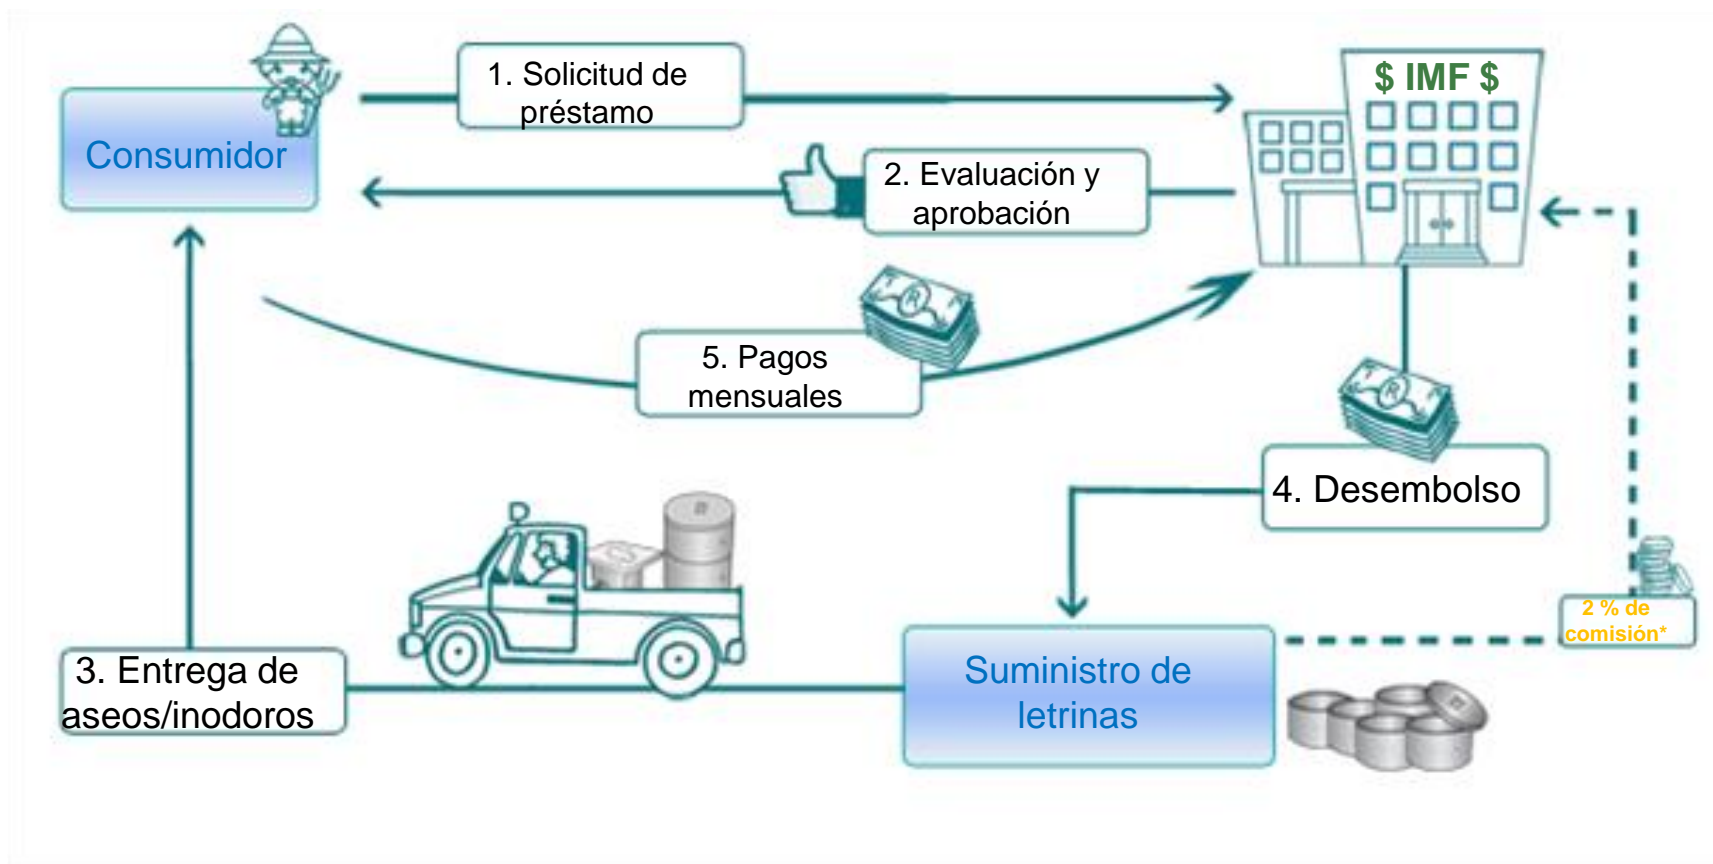 1. Solicitud de
préstamo
$ IMF $
Consumidor
2. Evaluación y
aprobación
5. Pagos
mensuales
4. Desembolso
2 % de
comisión*
3. Entrega de
aseos/inodoros
Suministro de
letrinas